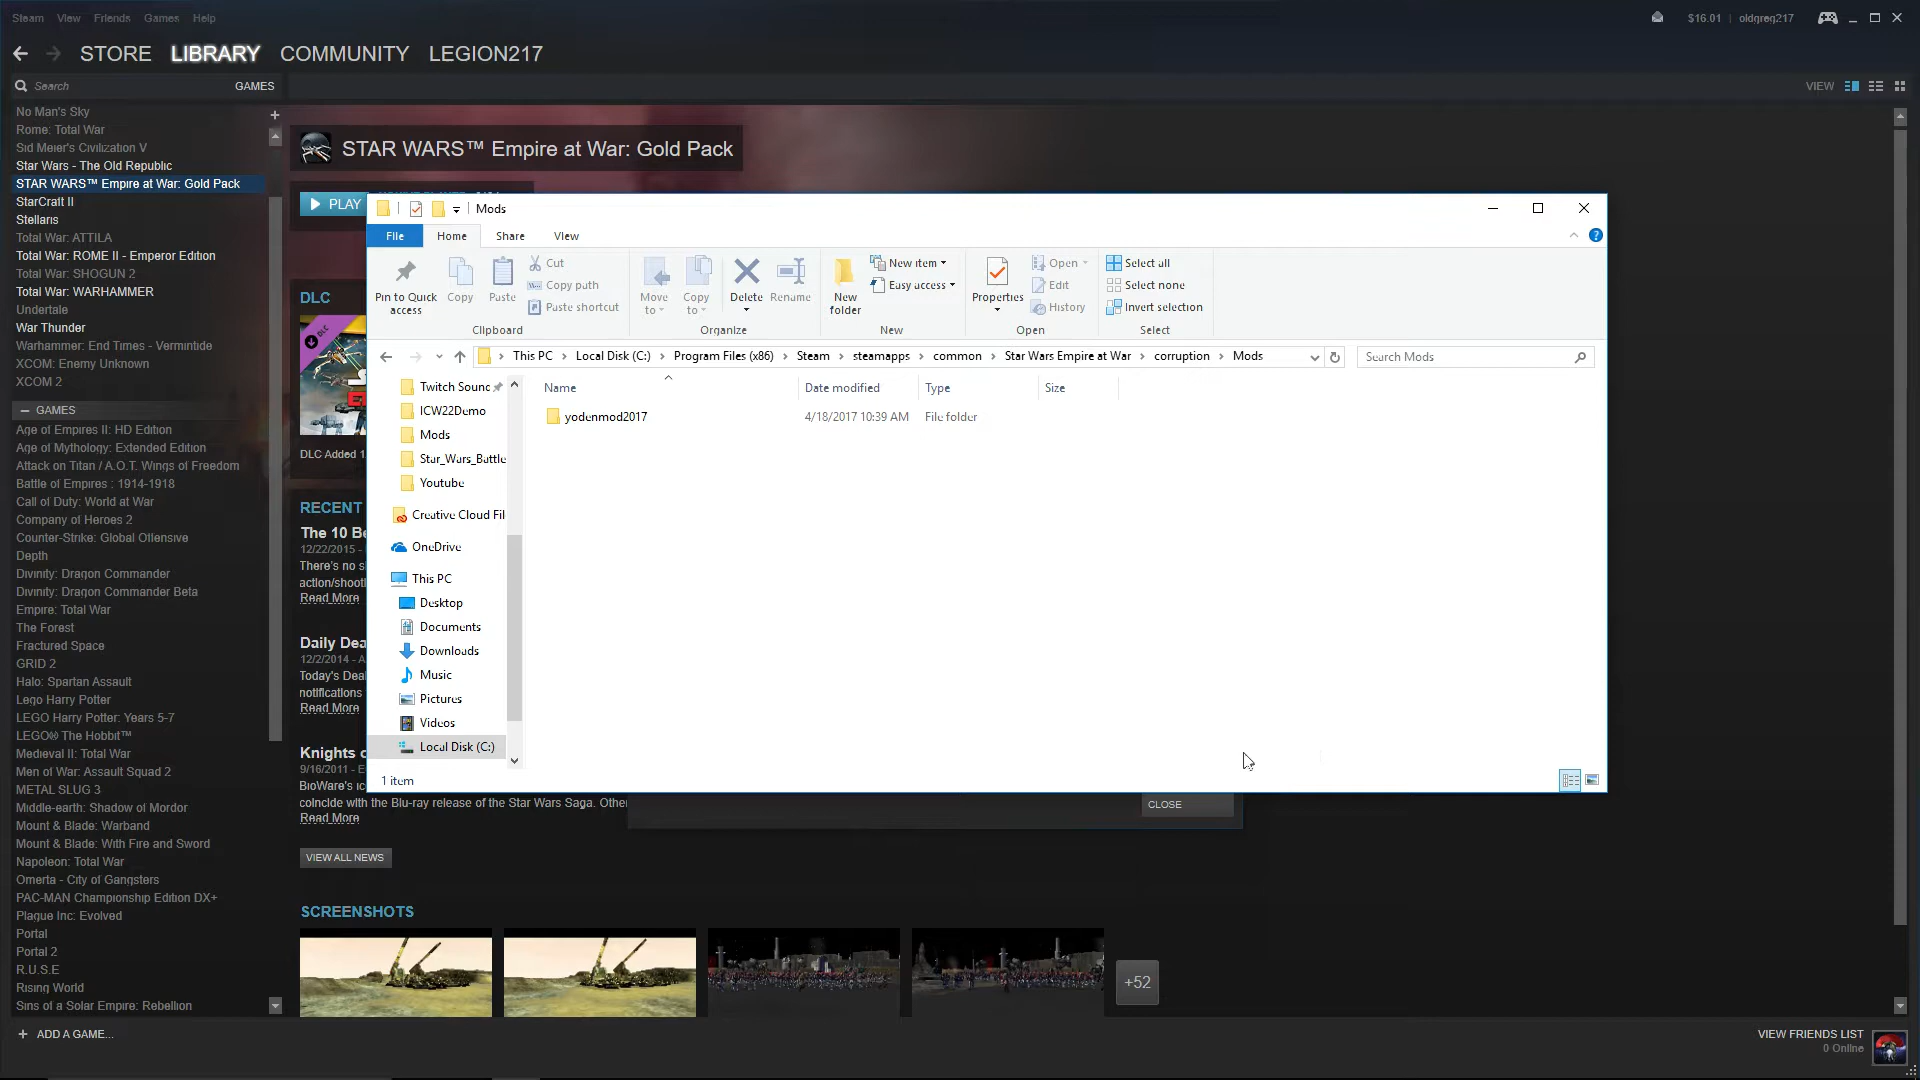 Steam View Friends Games Help
$16.01 | oldgreg217
STORE LIBRARY COMMUNITY LEGION217
Search GAMES VIEW
No Man's Sky
Rome: Total War
Sid Meier's Civilization V
Star Wars - The Old Republic
STAR WARS™ Empire at War: Gold Pack
StarCraft II
Stellaris
Total War: ATTILA
Total War: ROME II - Emperor Edition
Total War: SHOGUN 2
Total War: WARHAMMER
Undertale
War Thunder
Warhammer: End Times - Vermintide
XCOM: Enemy Unknown
XCOM 2
GAMES
Age of Empires II: HD Edition
Age of Mythology: Extended Edition
Attack on Titan / A.O.T. Wings of Freedom
Battle of Empires : 1914-1918
Call of Duty: World at War
Company of Heroes 2
Counter-Strike: Global Offensive
Depth
Divinity: Dragon Commander
Divinity: Dragon Commander Beta
Empire: Total War
The Forest
Fractured Space
GRID 2
Halo: Spartan Assault
Lego Harry Potter
LEGO Harry Potter: Years 5-7
LEGO® The Hobbit™
Medieval II: Total War
Men of War: Assault Squad 2
METAL SLUG 3
Middle-earth: Shadow of Mordor
Mount & Blade: Warband
Mount & Blade: With Fire and Sword
Napoleon: Total War
Omerta - City of Gangsters
PAC-MAN Championship Edition DX+
Plague Inc: Evolved
Portal
Portal 2
R.U.S.E
Rising World
Sins of a Solar Empire: Rebellion
ADD A GAME...
STAR WARS™ Empire at War: Gold Pack
PLAY
DLC
DLC
DLC Added 1
RECENT
The 10 Be
12/22/2015 -
There's no s
action/shoot
Read More
Daily Dea
12/2/2014 - A
Today's Deal
notifications
Read More
Knights o
9/16/2011 - E
BioWare's ic
coincide with the Blu-ray release of the Star Wars Saga. Other
Read More
VIEW ALL NEWS
SCREENSHOTS
+52
CLOSE
VIEW FRIENDS LIST
0 Online
Mods
File Home Share View
Pin to Quick access
Copy
Paste
Cut
Copy path
Paste shortcut
Clipboard
Move to
Copy to
Delete
Rename
Organize
New folder
New item
Easy access
New
Properties
Open
Edit
History
Open
Select all
Select none
Invert selection
Select
This PC > Local Disk (C:) > Program Files (x86) > Steam > steamapps > common > Star Wars Empire at War > corruption > Mods
Search Mods
Name Date modified Type Size
yodenmod2017 4/18/2017 10:39 AM File folder
Twitch Sounc
ICW22Demo
Mods
Star_Wars_Battle
Youtube
Creative Cloud Fil
OneDrive
This PC
Desktop
Documents
Downloads
Music
Pictures
Videos
Local Disk (C:)
1 item